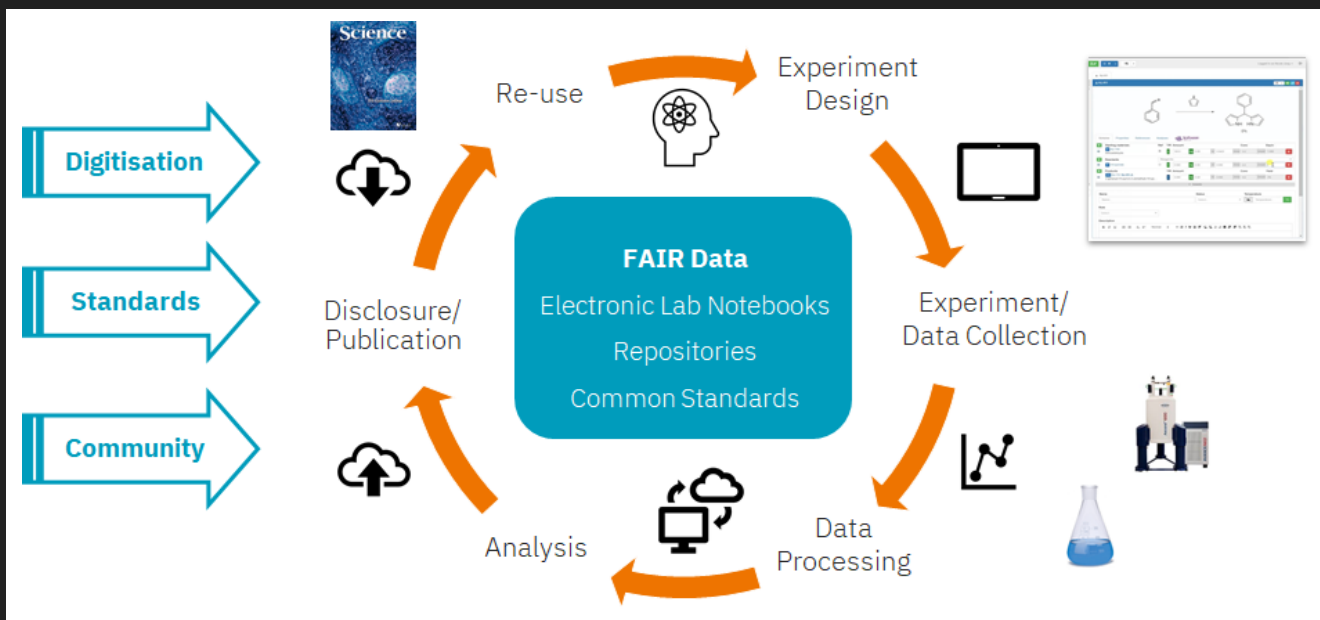 Science
Re-use
Experiment
Design
Digitisation
FAIR Data
Electronic Lab Notebooks
Repositories
Common Standards
Standards
Disclosure/
Publication
Experiment/
Data Collection
Community
Analysis
Data
Processing